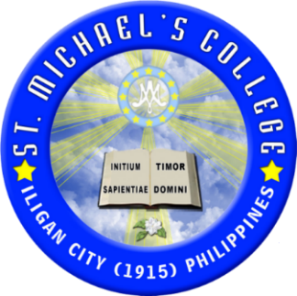 ST. MICHAEL'S COLLEGE
INITIUM TIMOR
SAPIENTIAE DOMINI
ILIGAN CITY (1915) PHILIPPINES